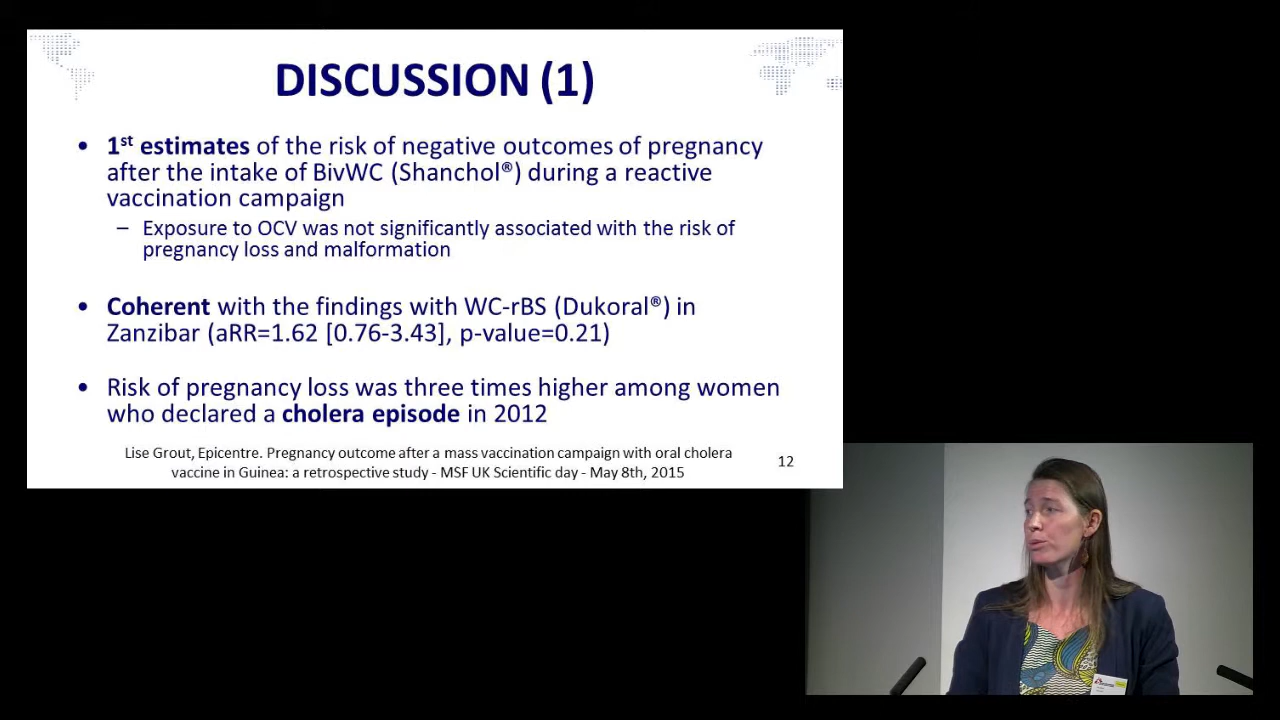 DISCUSSION (1)
• 1st estimates of the risk of negative outcomes of pregnancy
after the intake of BivWC (Shanchol®) during a reactive
vaccination campaign
– Exposure to OCV was not significantly associated with the risk of
pregnancy loss and malformation
• Coherent with the findings with WC-rBS (Dukoral®) in
Zanzibar (aRR=1.62 [0.76-3.43], p-value=0.21)
• Risk of pregnancy loss was three times higher among women
who declared a cholera episode in 2012
Lise Grout, Epicentre. Pregnancy outcome after a mass vaccination campaign with oral cholera
vaccine in Guinea: a retrospective study - MSF UK Scientific day - May 8th, 2015
12